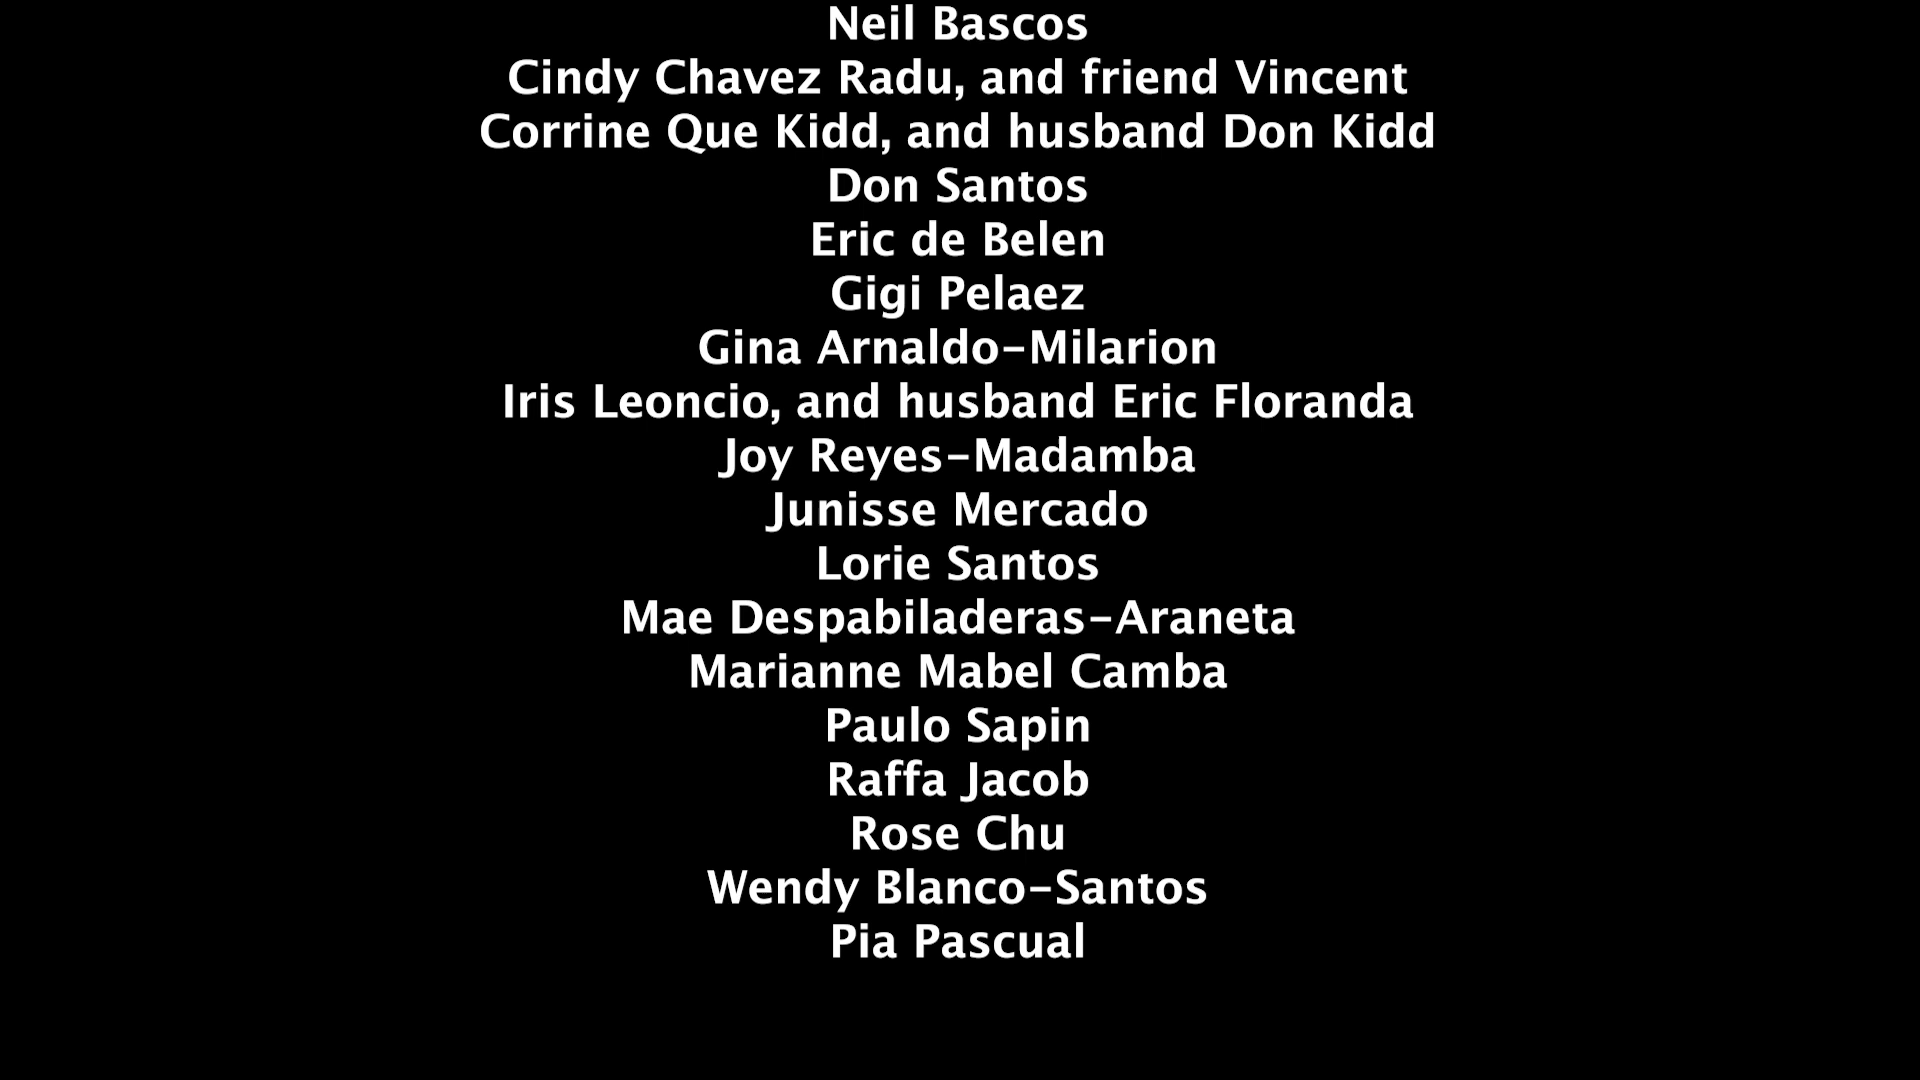 Neil Bascos
Cindy Chavez Radu, and friend Vincent
Corrine Que Kidd, and husband Don Kidd
Don Santos
Eric de Belen
Gigi Pelaez
Gina Arnaldo-Milarion
Iris Leoncio, and husband Eric Floranda
Joy Reyes-Madamba
Junisse Mercado
Lorie Santos
Mae Despabiladeras-Araneta
Marianne Mabel Camba
Paulo Sapin
Raffa Jacob
Rose Chu
Wendy Blanco-Santos
Pia Pascual